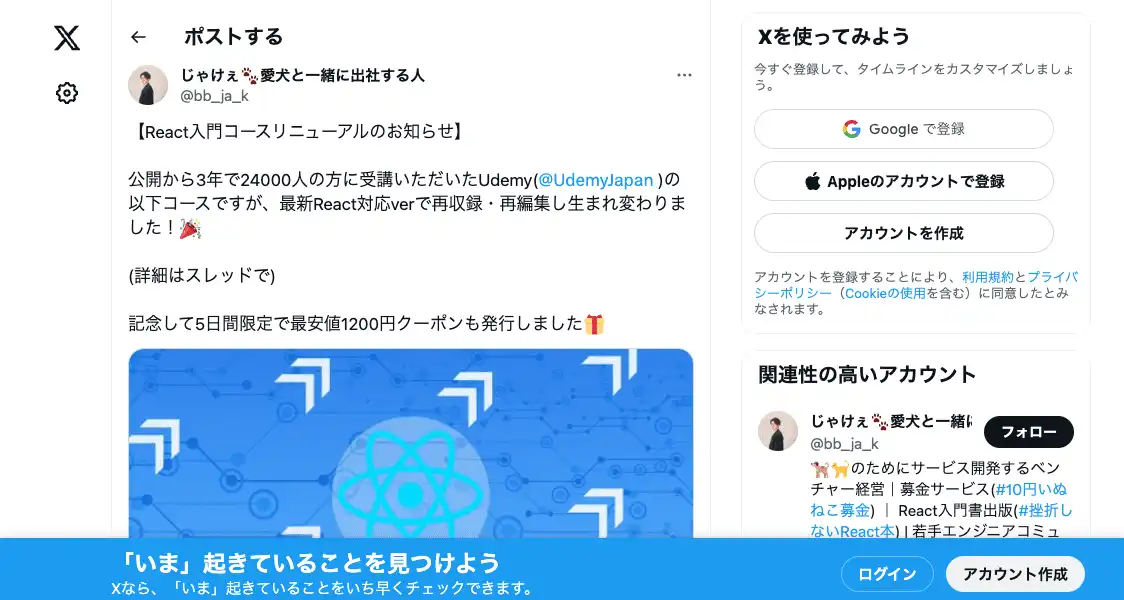 ポストする
じゃけぇ🐾愛犬と一緒に出社する人
@bb_ja_k
【React入門コースリニューアルのお知らせ】
公開から3年で24000人の方に受講いただいたUdemy(@UdemyJapan )の
以下コースですが、最新React対応verで再収録・再編集し生まれ変わりま
した！🎉
(詳細はスレッドで)
記念して5日間限定で最安値1200円クーポンも発行しました🎁
Xを使ってみよう
今すぐ登録して、タイムラインをカスタマイズしましょ
う。
Google で登録
Appleのアカウントで登録
アカウントを作成
アカウントを登録することにより、利用規約とプライバ
シーポリシー（Cookieの使用を含む）に同意したとみ
なされます。
関連性の高いアカウント
じゃけぇ🐾愛犬と一緒に
フォロー
@bb_ja_k
🐕🐈のためにサービス開発するベン
チャー経営｜募金サービス(#10円いぬ
ねこ募金) ｜ React入門書出版(#挫折し
ないReact本) | 若手エンジニアコミュ
「いま」起きていることを見つけよう
Xなら、「いま」起きていることをいち早くチェックできます。
ログイン
アカウント作成